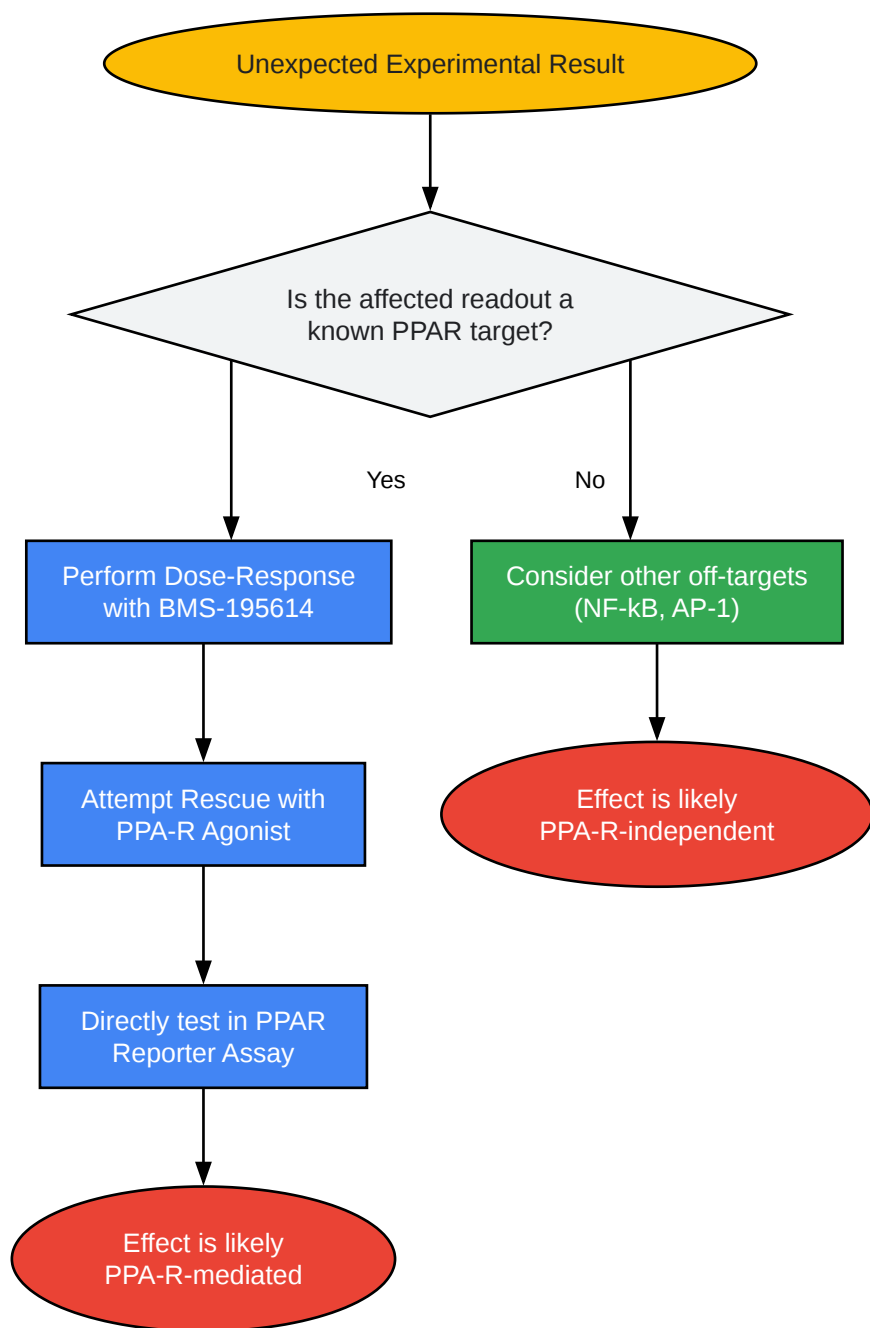 Unexpected Experimental Result
Is the affected readout a
known PPAR target?
Yes
No
Perform Dose-Response
with BMS-195614
Consider other off-targets
(NF-kB, AP-1)
Attempt Rescue with
PPA-R Agonist
Effect is likely
PPA-R-independent
Directly test in PPAR
Reporter Assay
Effect is likely
PPA-R-mediated